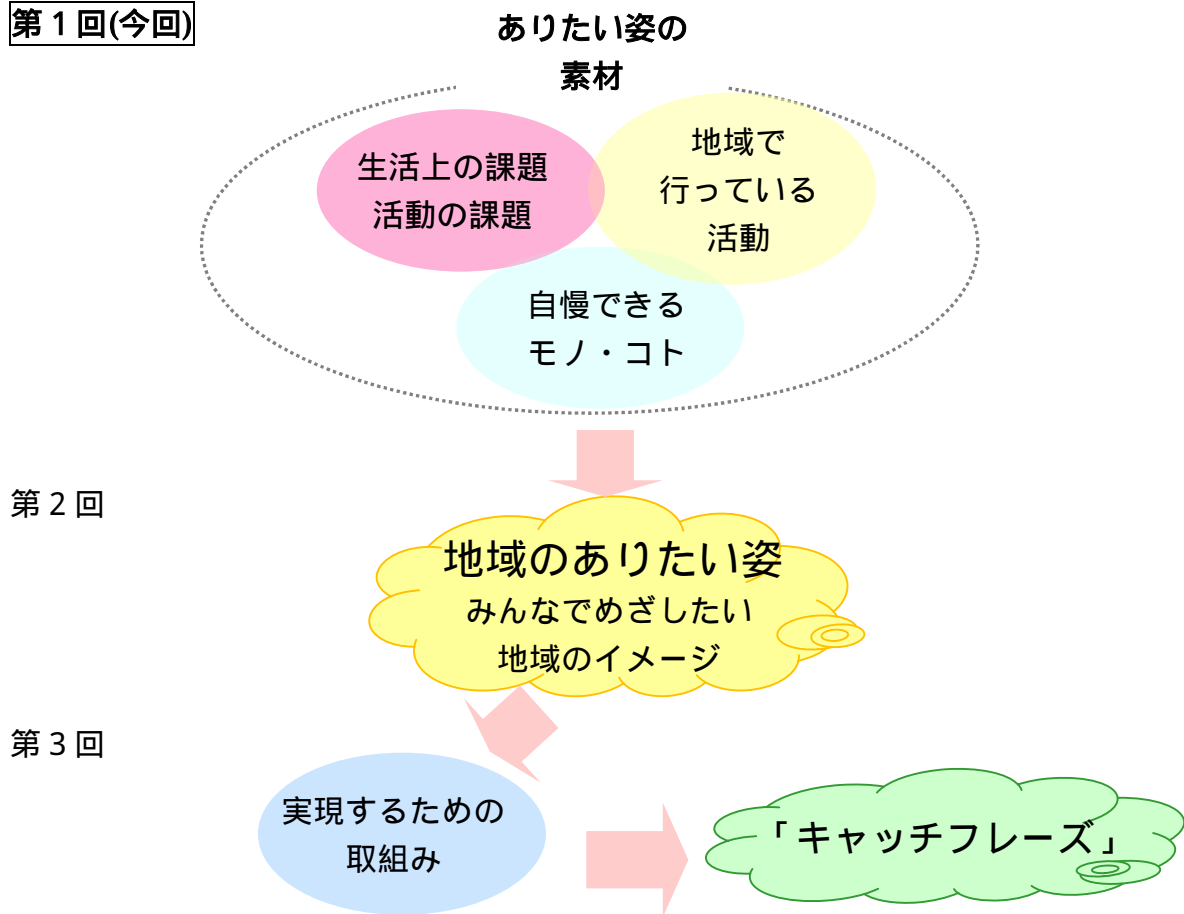 第1回(今回)
ありたい姿の
素材
生活上の課題
活動の課題
地域で
行っている
活動
自慢できる
モノ・コト
第2回
地域のありたい姿
みんなでめざしたい
地域のイメージ
第3回
実現するための
取組み
「キャッチフレーズ」